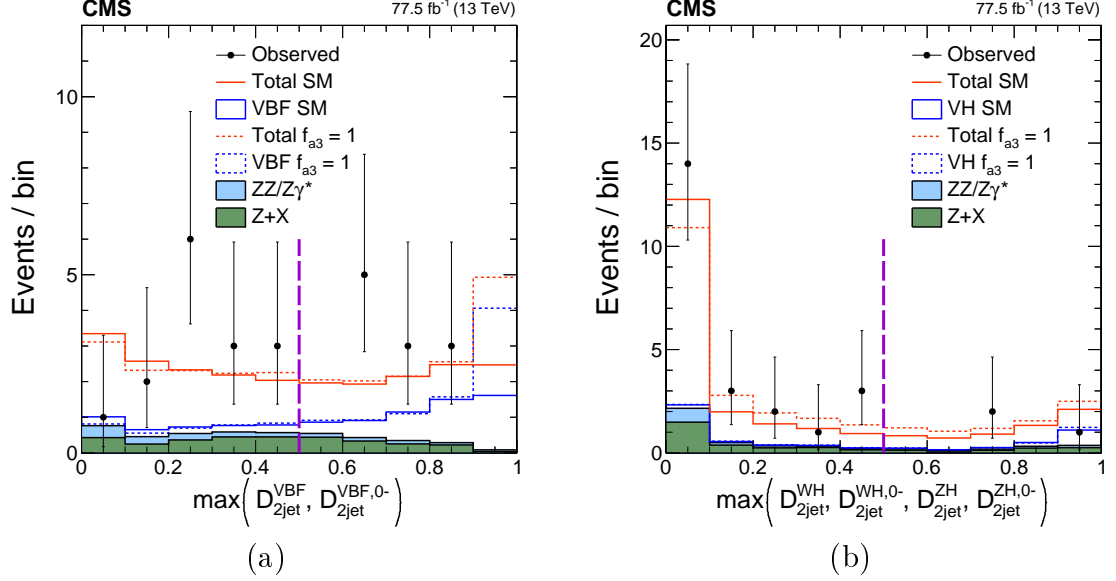 CMS 77.5 fb⁻¹ (13 TeV)
Events / bin
10
5
0
Observed
Total SM
VBF SM
Total f_a3 = 1
VBF f_a3 = 1
ZZ/Zγ*
Z+X
0 0.2 0.4 0.6 0.8 1
max(D_2jet^VBF, D_2jet^VBF,0-)
(a)
CMS 77.5 fb⁻¹ (13 TeV)
Events / bin
20
15
10
5
0
Observed
Total SM
VH SM
Total f_a3 = 1
VH f_a3 = 1
ZZ/Zγ*
Z+X
0 0.2 0.4 0.6 0.8 1
max(D_2jet^WH, D_2jet^WH,0-, D_2jet^ZH, D_2jet^ZH,0-)
(b)